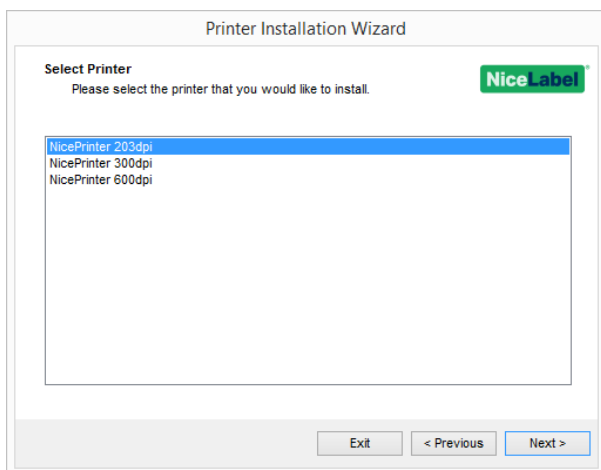 Printer Installation Wizard
Select Printer
Please select the printer that you would like to install.
NiceLabel®
NicePrinter 203dpi
NicePrinter 300dpi
NicePrinter 600dpi
Exit
< Previous
Next >